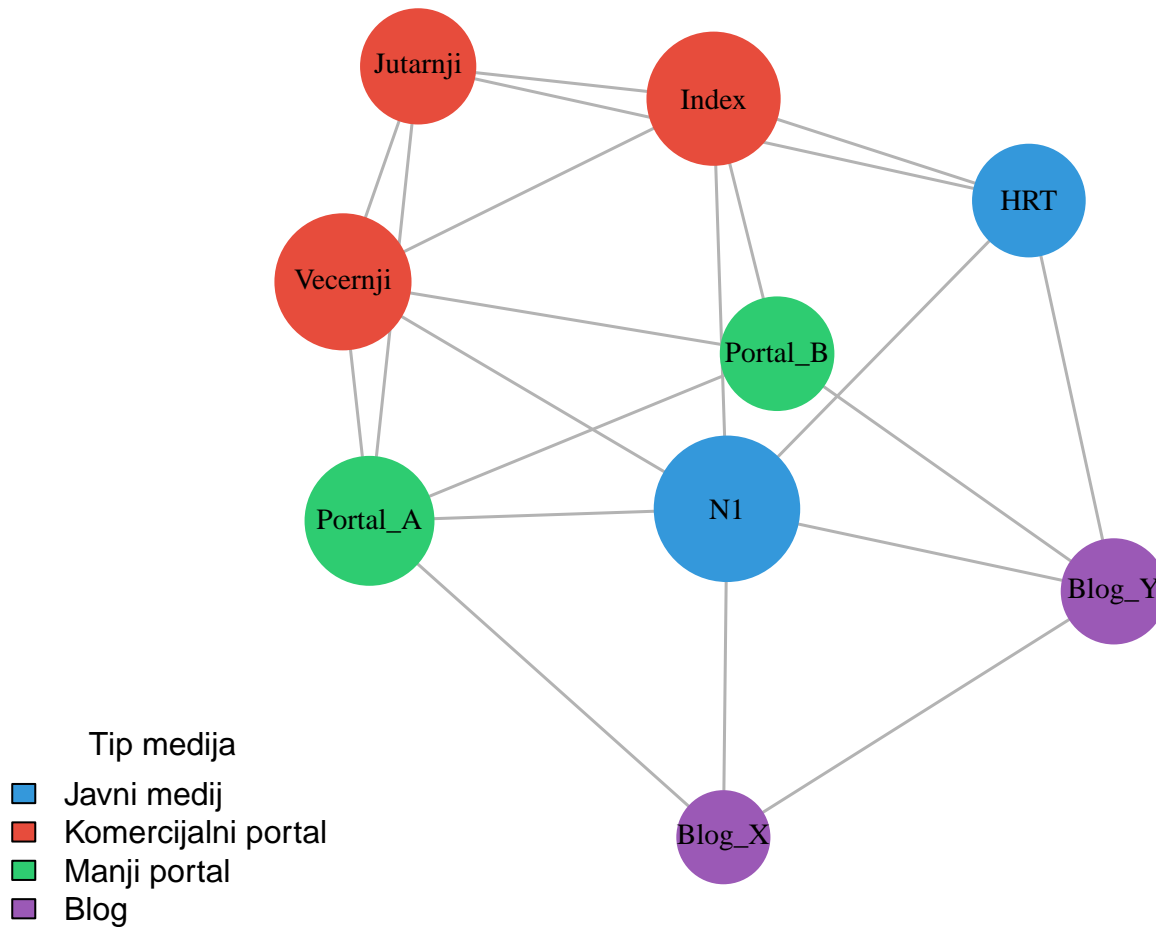 Jutarnji
Index
HRT
Vecernji
Portal_B
Portal_A
N1
Blog_Y
Blog_X
Tip medija
Javni medij
Komercijalni portal
Manji portal
Blog